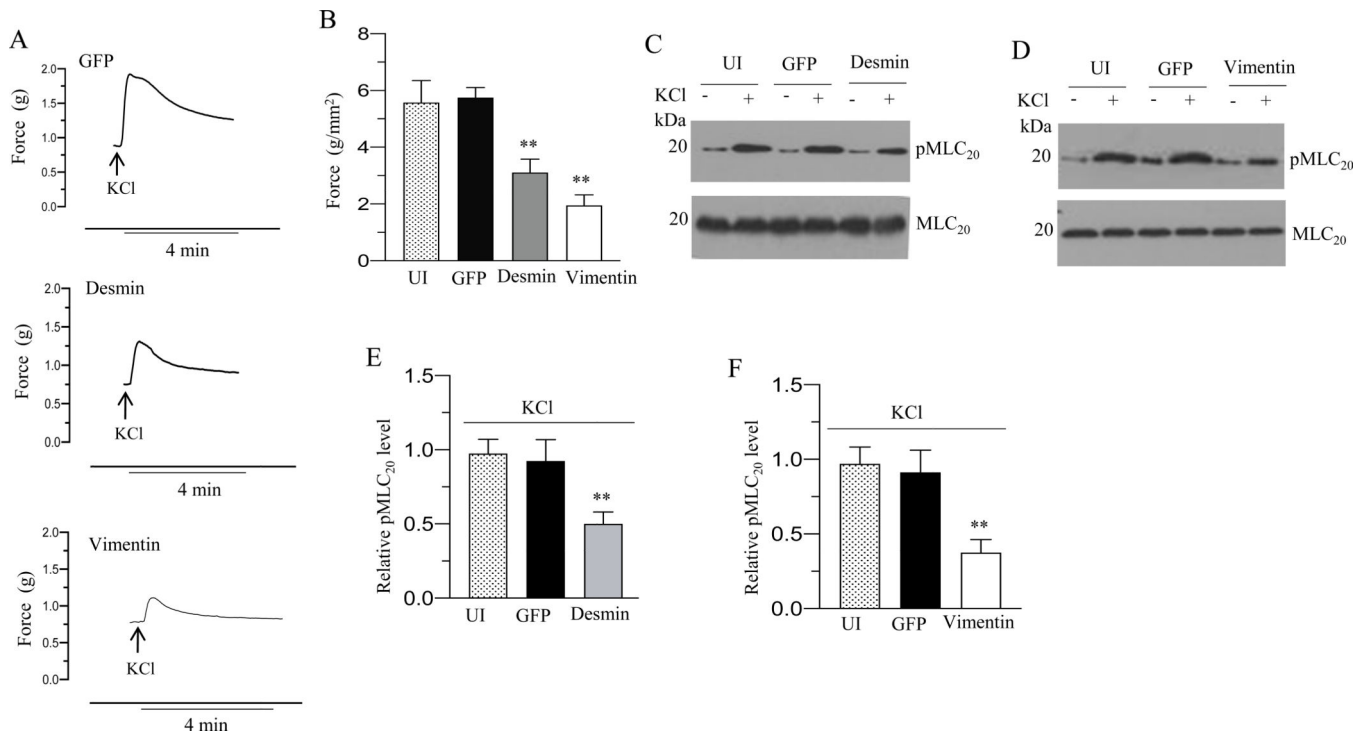 A
GFP
Force (g)
2.0
1.5
1.0
0.5
0.0
KCl
4 min
Desmin
Force (g)
2.0
1.5
1.0
0.5
0.0
KCl
4 min
Vimentin
Force (g)
2.0
1.5
1.0
0.5
0.0
KCl
4 min
B
Force (g/mm²)
8
6
4
2
0
**
**
UI GFP Desmin Vimentin
C
UI GFP Desmin
KCl - + - + - +
kDa
20 pMLC₂₀
20 MLC₂₀
D
UI GFP Vimentin
KCl - + - + - +
kDa
20 pMLC₂₀
20 MLC₂₀
E
Relative pMLC₂₀ level
1.5
1.0
0.5
0.0
KCl
**
UI GFP Desmin
F
Relative pMLC₂₀ level
1.5
1.0
0.5
0.0
KCl
**
UI GFP Vimentin